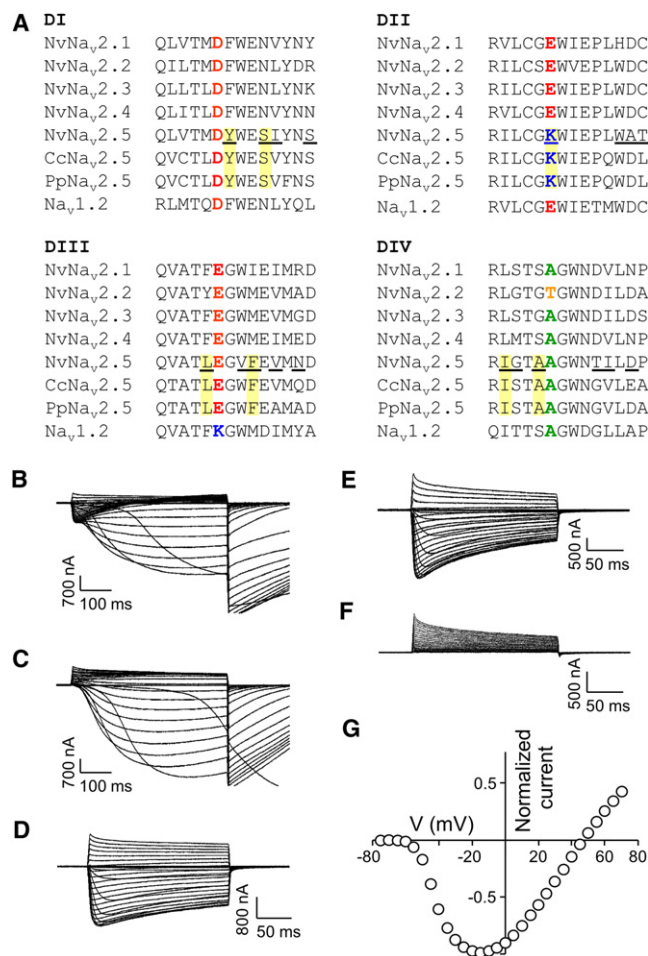 A
DI
NvNav2.1 QLVTMDFWENVYNY
NvNav2.2 QILTMDFWENLYDR
NvNav2.3 QLLTLDFWENLYNK
NvNav2.4 QLITLDFWENVYNN
NvNav2.5 QLVTMDYWESIYNS
CcNav2.5 QVCTLDYWESVYNS
PpNav2.5 QVCTLDYWESVFNS
Nav1.2 RLMTQDFWENLYQL
DII
NvNav2.1 RVLCGEWIEPLHDC
NvNav2.2 RILCSEWVEPLWDC
NvNav2.3 RILCGEWIEPLWDC
NvNav2.4 RVLCGEWIEPLWDC
NvNav2.5 RVLCGKWIEPLWAT
CcNav2.5 RILCGKWIEPQWDL
PpNav2.5 RILCGKWIEPQWDL
Nav1.2 RVLCGEWIETMWDC
DIII
NvNav2.1 QVATFEGWIEIMRD
NvNav2.2 QVATYEGWMEVMAD
NvNav2.3 QVATFEGWMEVMGD
NvNav2.4 QVATFEGWMEIMED
NvNav2.5 QVATLEGVFEVMND
CcNav2.5 QTATLEGWFEVMQD
PpNav2.5 QTATLEGWFEAMAD
Nav1.2 QVATFKGWMDIMYA
DIV
NvNav2.1 RLSTSAGWNDVLNP
NvNav2.2 RLGTGTGWNDILDA
NvNav2.3 RLSTSAGWNDILDS
NvNav2.4 RLMTSAGWNDVLNP
NvNav2.5 RIGTAAGWNTILDP
CcNav2.5 RISTAAGWNGVLEA
PpNav2.5 RISTAAGWNGVLEA
Nav1.2 QITTSAGWDGLLAP
B
700 nA
100 ms
C
700 nA
100 ms
D
800 nA
50 ms
E
500 nA
50 ms
F
500 nA
50 ms
G
Normalized
current
V (mV)
0.5
-0.5
-80 -40 20 40 60 80